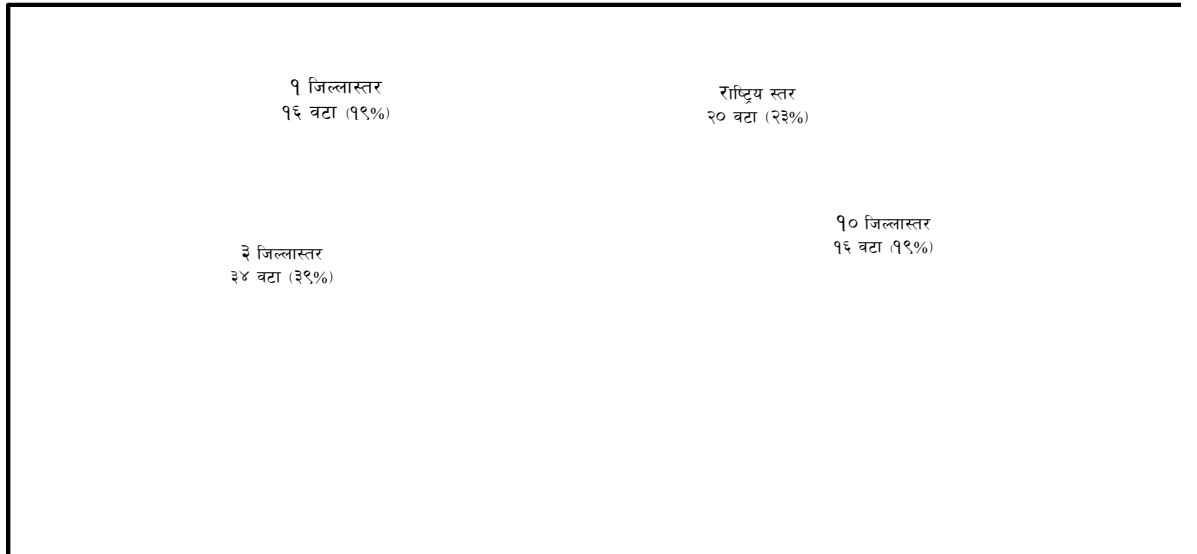 १ जिल्लास्तर
१६ वटा (१९%)
राष्ट्रिय स्तर
२० वटा (२३%)
१० जिल्लास्तर
१६ वटा (१९%)
३ जिल्लास्तर
३४ वटा (३९%)